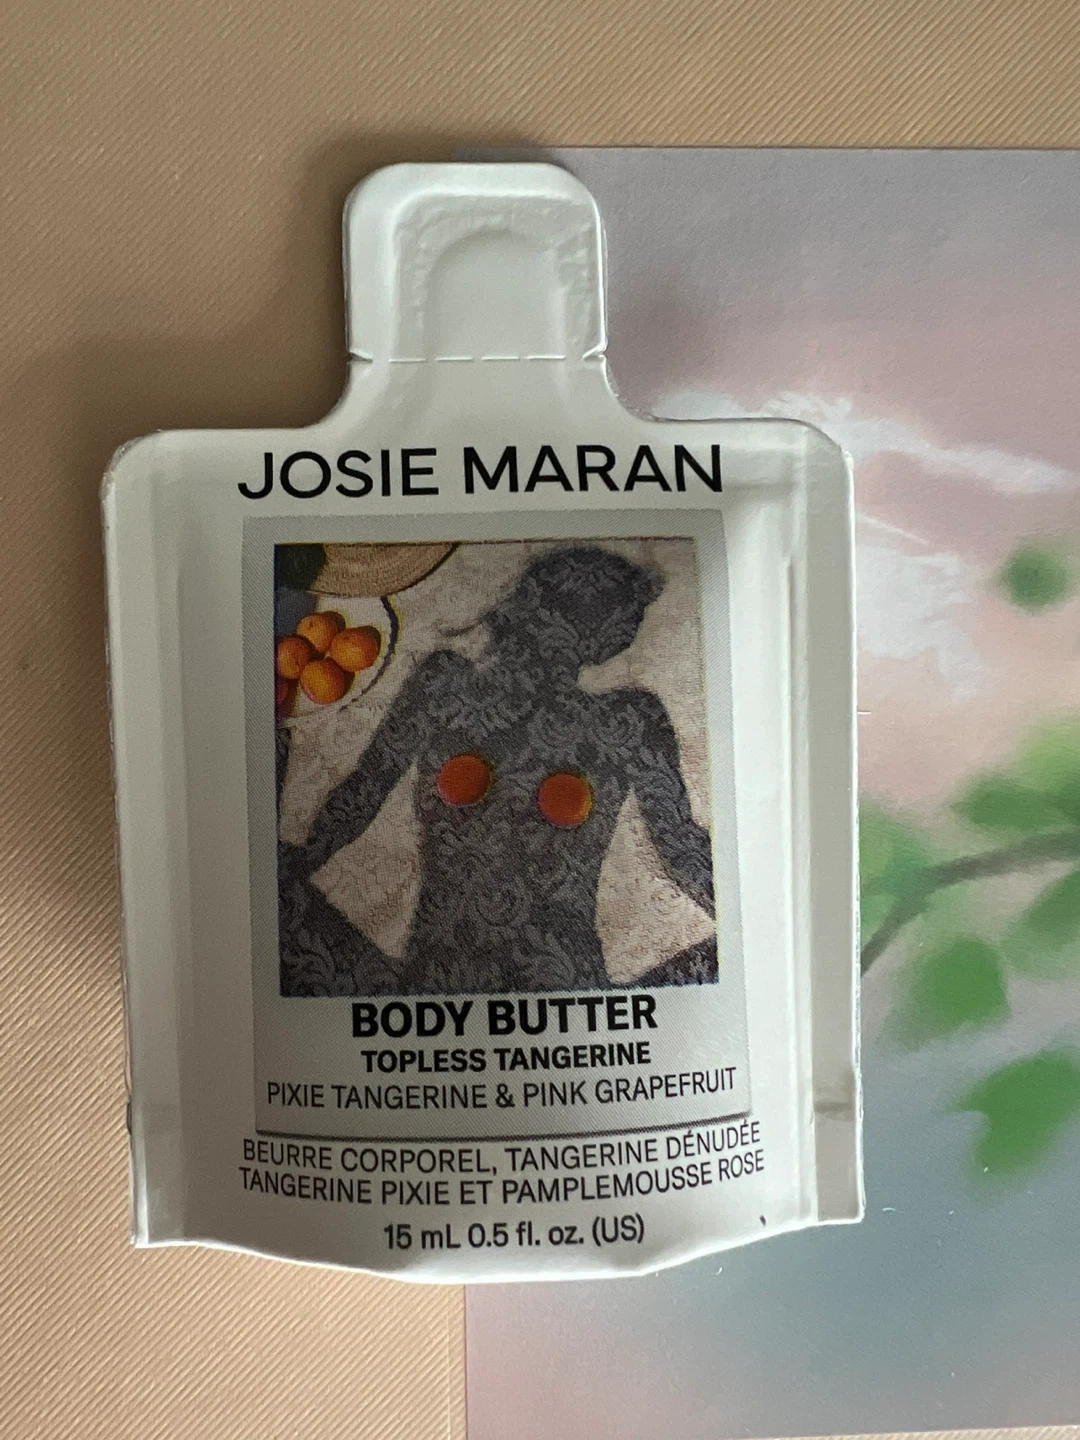 JOSIE MARAN
BODY BUTTER
TOPLESS TANGERINE
PIXIE TANGERINE & PINK GRAPEFRUIT
BEURRE CORPOREL, TANGERINE DÉNUDÉE
TANGERINE PIXIE ET PAMPLEMOUSSE ROSE
15 mL 0.5 fl. oz. (US)